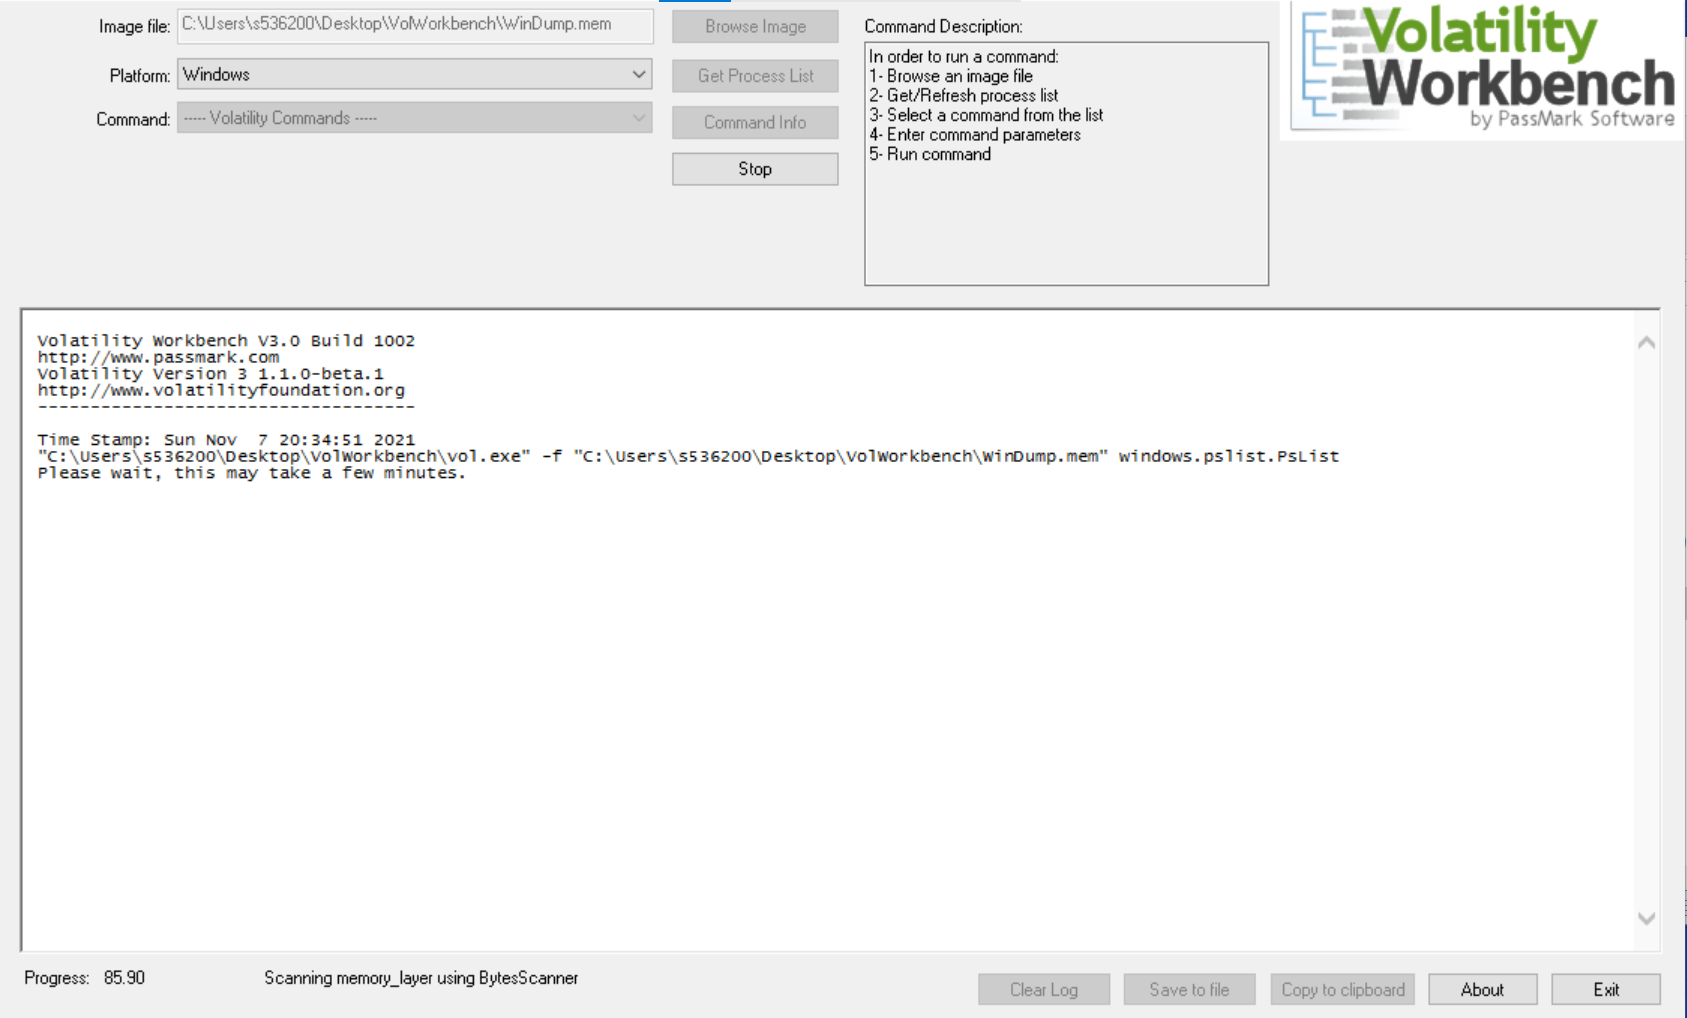 Image file: C:\Users\s536200\Desktop\VolWorkbench\WinDump.mem
Browse Image
Platform: Windows
Get Process List
Command: ----- Volatility Commands -----
Command Info
Stop
Command Description:
In order to run a command:
1- Browse an image file
2- Get/Refresh process list
3- Select a command from the list
4- Enter command parameters
5- Run command
Volatility
Workbench
by PassMark Software
Volatility Workbench V3.0 Build 1002
http://www.passmark.com
Volatility Version 3 1.1.0-beta.1
http://www.volatilityfoundation.org
------------------------------------
Time Stamp: Sun Nov  7 20:34:51 2021
"C:\Users\s536200\Desktop\VolWorkbench\vol.exe" -f "C:\Users\s536200\Desktop\VolWorkbench\WinDump.mem" windows.pslist.PsList
Please wait, this may take a few minutes.
Progress: 85.90
Scanning memory_layer using BytesScanner
Clear Log
Save to file
Copy to clipboard
About
Exit